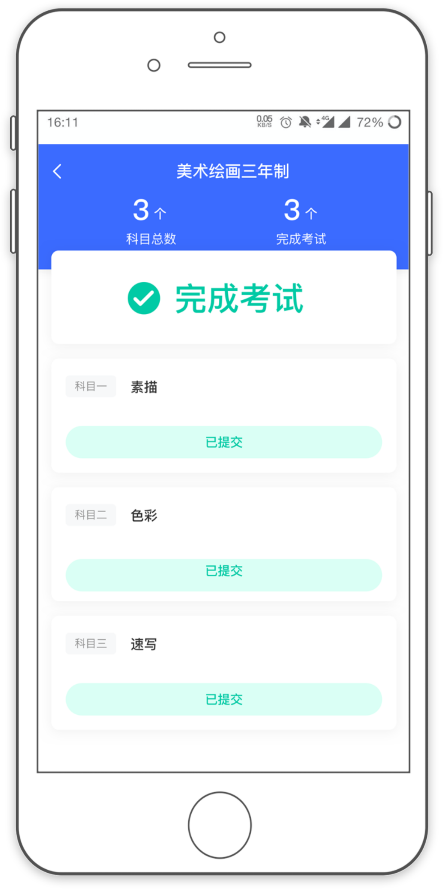 16:11
0.05
KB/S
4G
72%
美术绘画三年制
3个
3个
科目总数
完成考试
完成考试
科目一 素描
已提交
科目二 色彩
已提交
科目三 速写
已提交